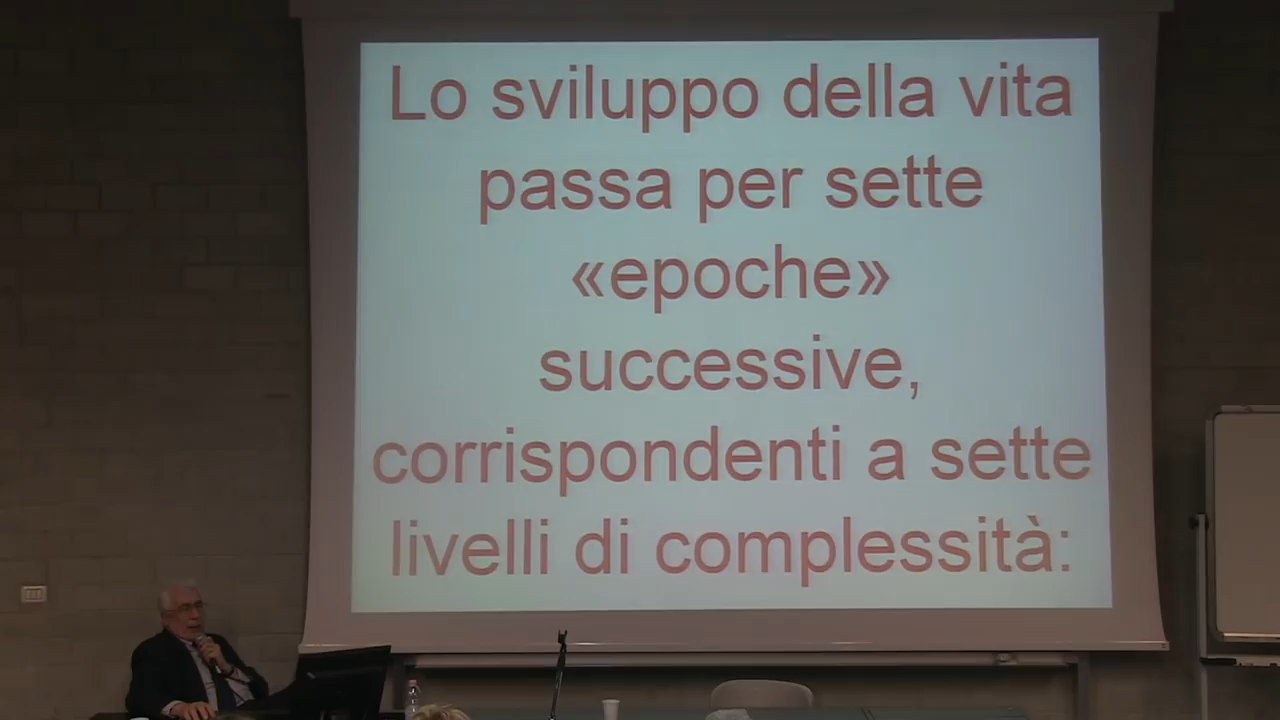 Lo sviluppo della vita
passa per sette
«epoche»
successive,
corrispondenti a sette
livelli di complessità: